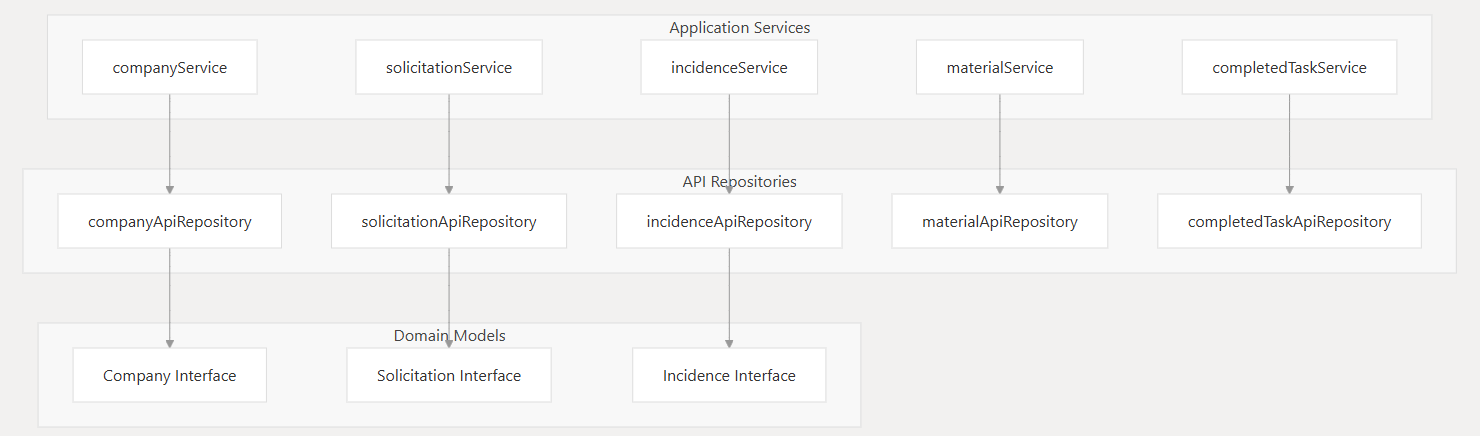 Application Services
companyService
solicitationService
incidenceService
materialService
completedTaskService
API Repositories
companyApiRepository
solicitationApiRepository
incidenceApiRepository
materialApiRepository
completedTaskApiRepository
Domain Models
Company Interface
Solicitation Interface
Incidence Interface